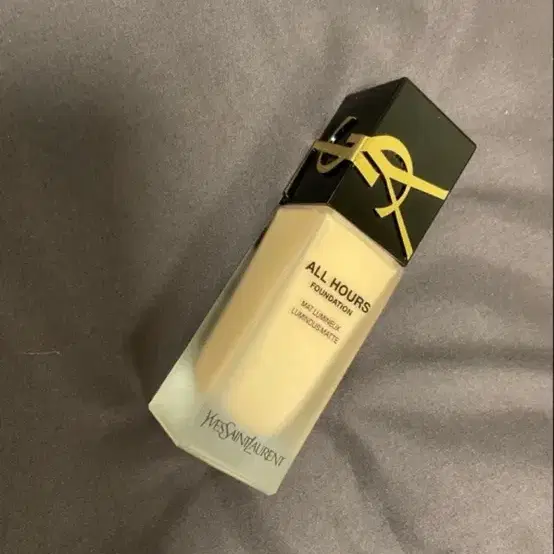 ALL HOURS
FOUNDATION
MAT LUMINEUX
LUMINOUS MATTE
YVESSAINTLAURENT